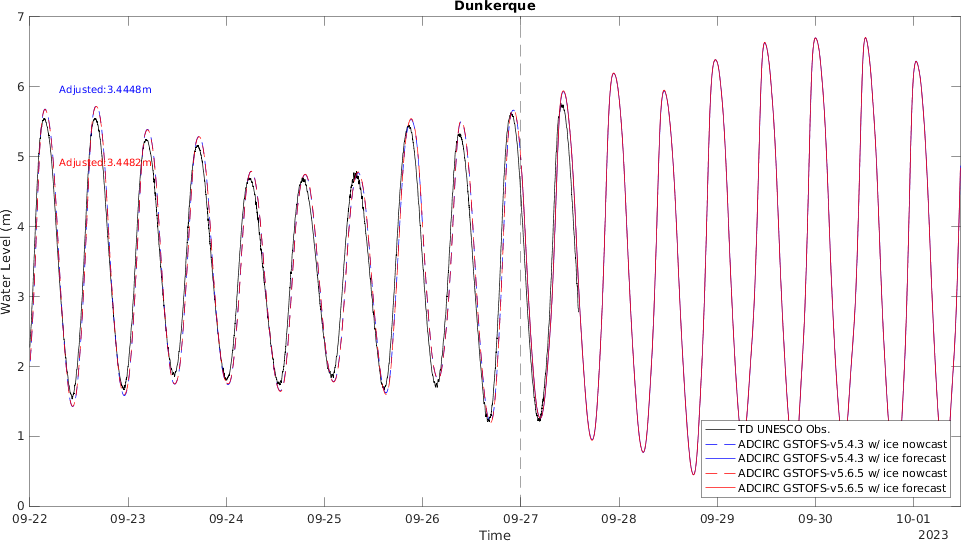 Dunkerque
7
6
5
4
3
2
1
0
Water Level (m)
Adjusted:3.4448m
Adjusted:3.4482m
TD UNESCO Obs.
ADCIRC GSTOFS-v5.4.3 w/ ice nowcast
ADCIRC GSTOFS-v5.4.3 w/ ice forecast
ADCIRC GSTOFS-v5.6.5 w/ ice nowcast
ADCIRC GSTOFS-v5.6.5 w/ ice forecast
09-22 09-23 09-24 09-25 09-26 09-27 09-28 09-29 09-30 10-01
Time
2023